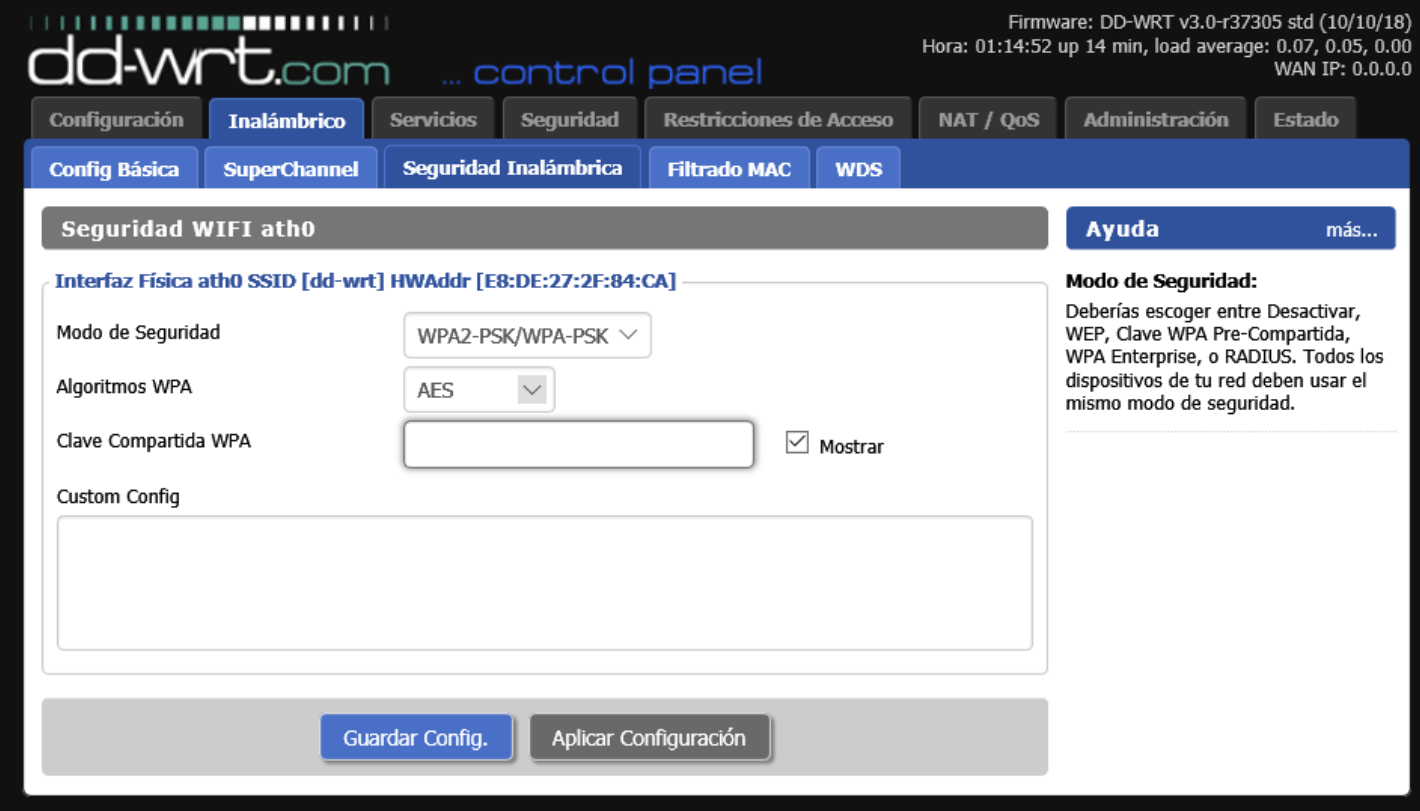 dd-wrt.com ... control panel
Firmware: DD-WRT v3.0-r37305 std (10/10/18)
Hora: 01:14:52 up 14 min, load average: 0.07, 0.05, 0.00
WAN IP: 0.0.0.0
Configuración Inalámbrico Servicios Seguridad Restricciones de Acceso NAT / QoS Administración Estado
Config Básica SuperChannel Seguridad Inalámbrica Filtrado MAC WDS
Seguridad WIFI ath0
Interfaz Física ath0 SSID [dd-wrt] HWAddr [E8:DE:27:2F:84:CA]
Modo de Seguridad WPA2-PSK/WPA-PSK
Algoritmos WPA AES
Clave Compartida WPA Mostrar
Custom Config
Guardar Config. Aplicar Configuración
Ayuda más...
Modo de Seguridad:
Deberías escoger entre Desactivar,
WEP, Clave WPA Pre-Compartida,
WPA Enterprise, o RADIUS. Todos los
dispositivos de tu red deben usar el
mismo modo de seguridad.